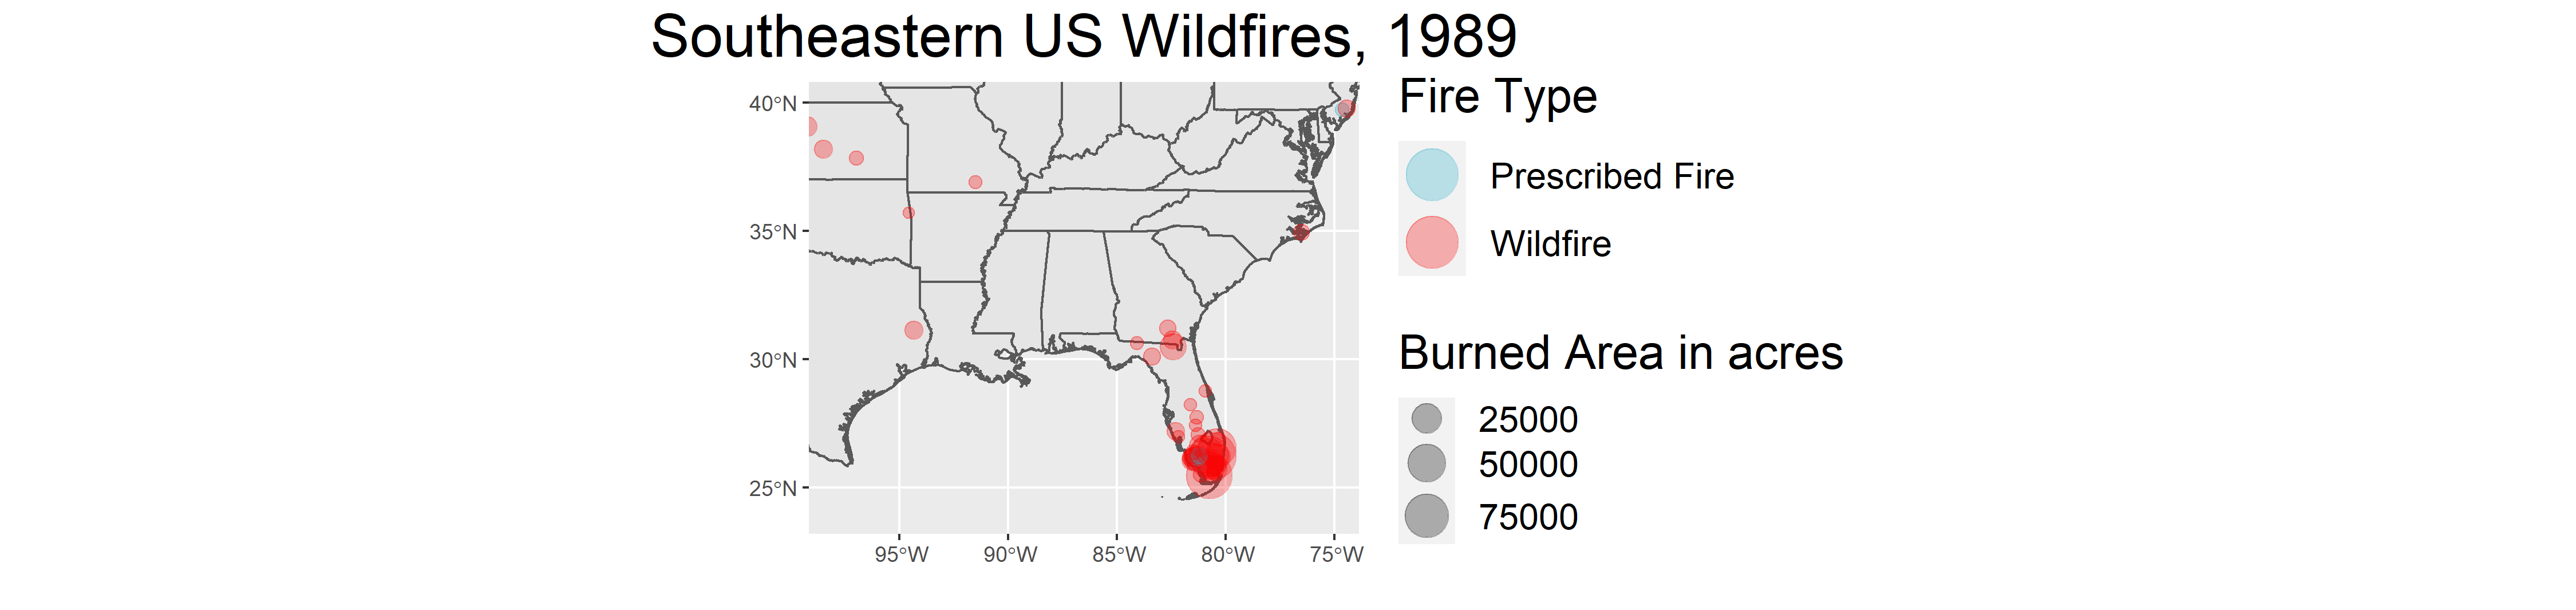 Southeastern US Wildfires, 1989
40°N
35°N
30°N
25°N
95°W 90°W 85°W 80°W 75°W
Fire Type
Prescribed Fire
Wildfire
Burned Area in acres
25000
50000
75000